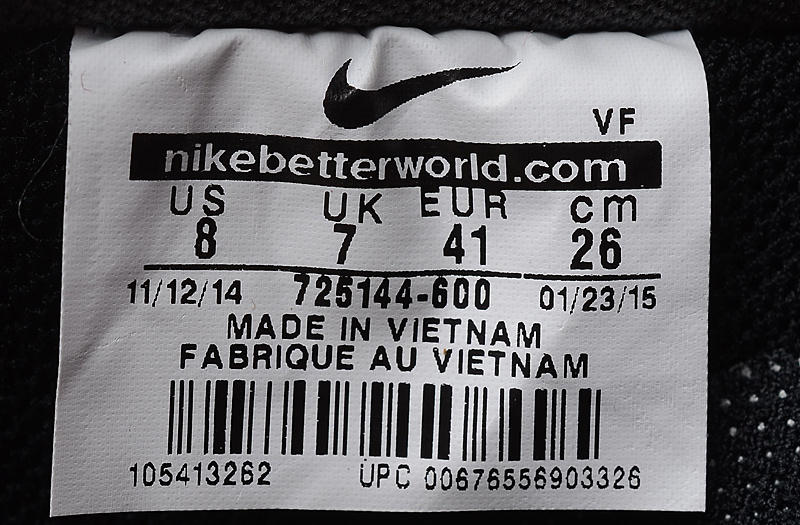 VF
nikebetterworld.com
US UK EUR cm
8 7 41 26
11/12/14 725144-600 01/23/15
MADE IN VIETNAM
FABRIQUE AU VIETNAM
105413262 UPC 00676556903326